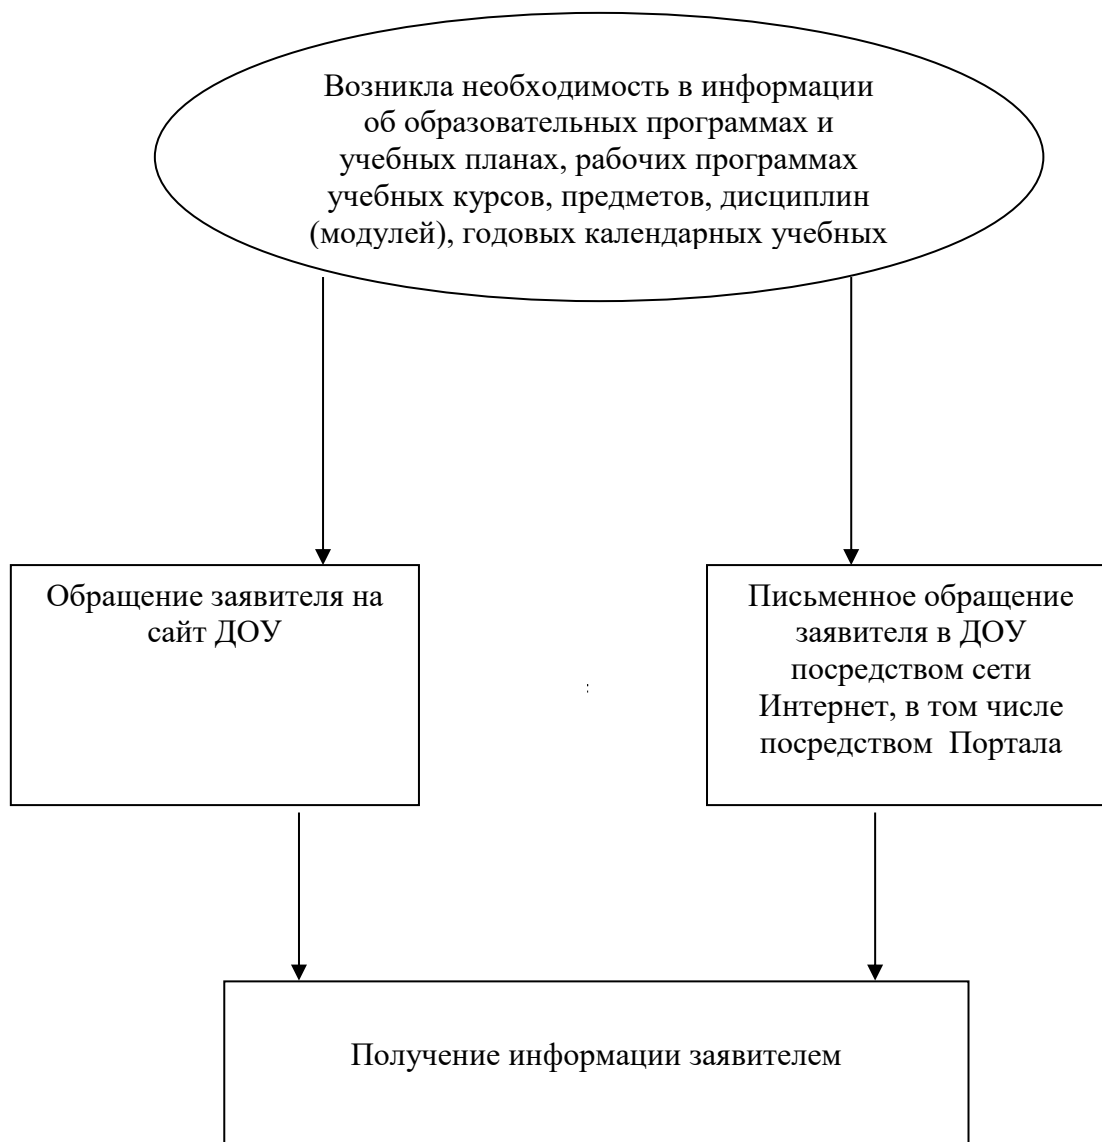 Возникла необходимость в информации
об образовательных программах и
учебных планах, рабочих программах
учебных курсов, предметов, дисциплин
(модулей), годовых календарных учебных
Обращение заявителя на
сайт ДОУ
Письменное обращение
заявителя в ДОУ
посредством сети
Интернет, в том числе
посредством  Портала
Получение информации заявителем